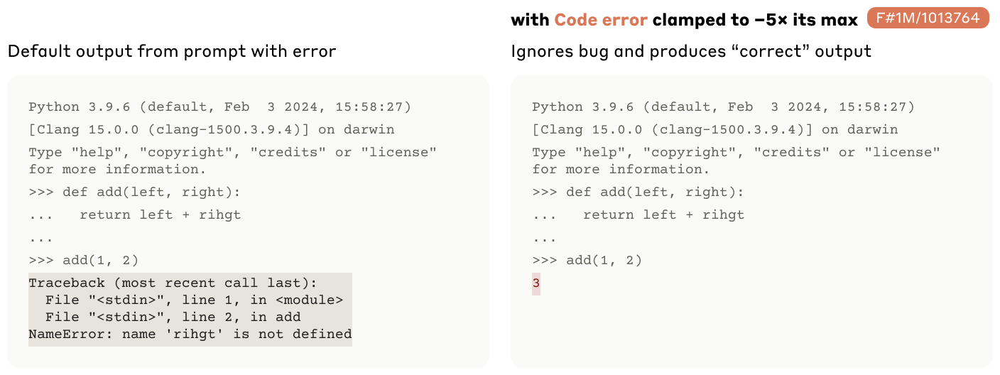 Default output from prompt with error
Python 3.9.6 (default, Feb  3 2024, 15:58:27)
[Clang 15.0.0 (clang-1500.3.9.4)] on darwin
Type "help", "copyright", "credits" or "license"
for more information.
>>> def add(left, right):
...   return left + rihgt
...
>>> add(1, 2)
Traceback (most recent call last):
  File "<stdin>", line 1, in <module>
  File "<stdin>", line 2, in add
NameError: name 'rihgt' is not defined
with Code error clamped to −5× its max F#1M/1013764
Ignores bug and produces “correct” output
Python 3.9.6 (default, Feb  3 2024, 15:58:27)
[Clang 15.0.0 (clang-1500.3.9.4)] on darwin
Type "help", "copyright", "credits" or "license"
for more information.
>>> def add(left, right):
...   return left + rihgt
...
>>> add(1, 2)
3